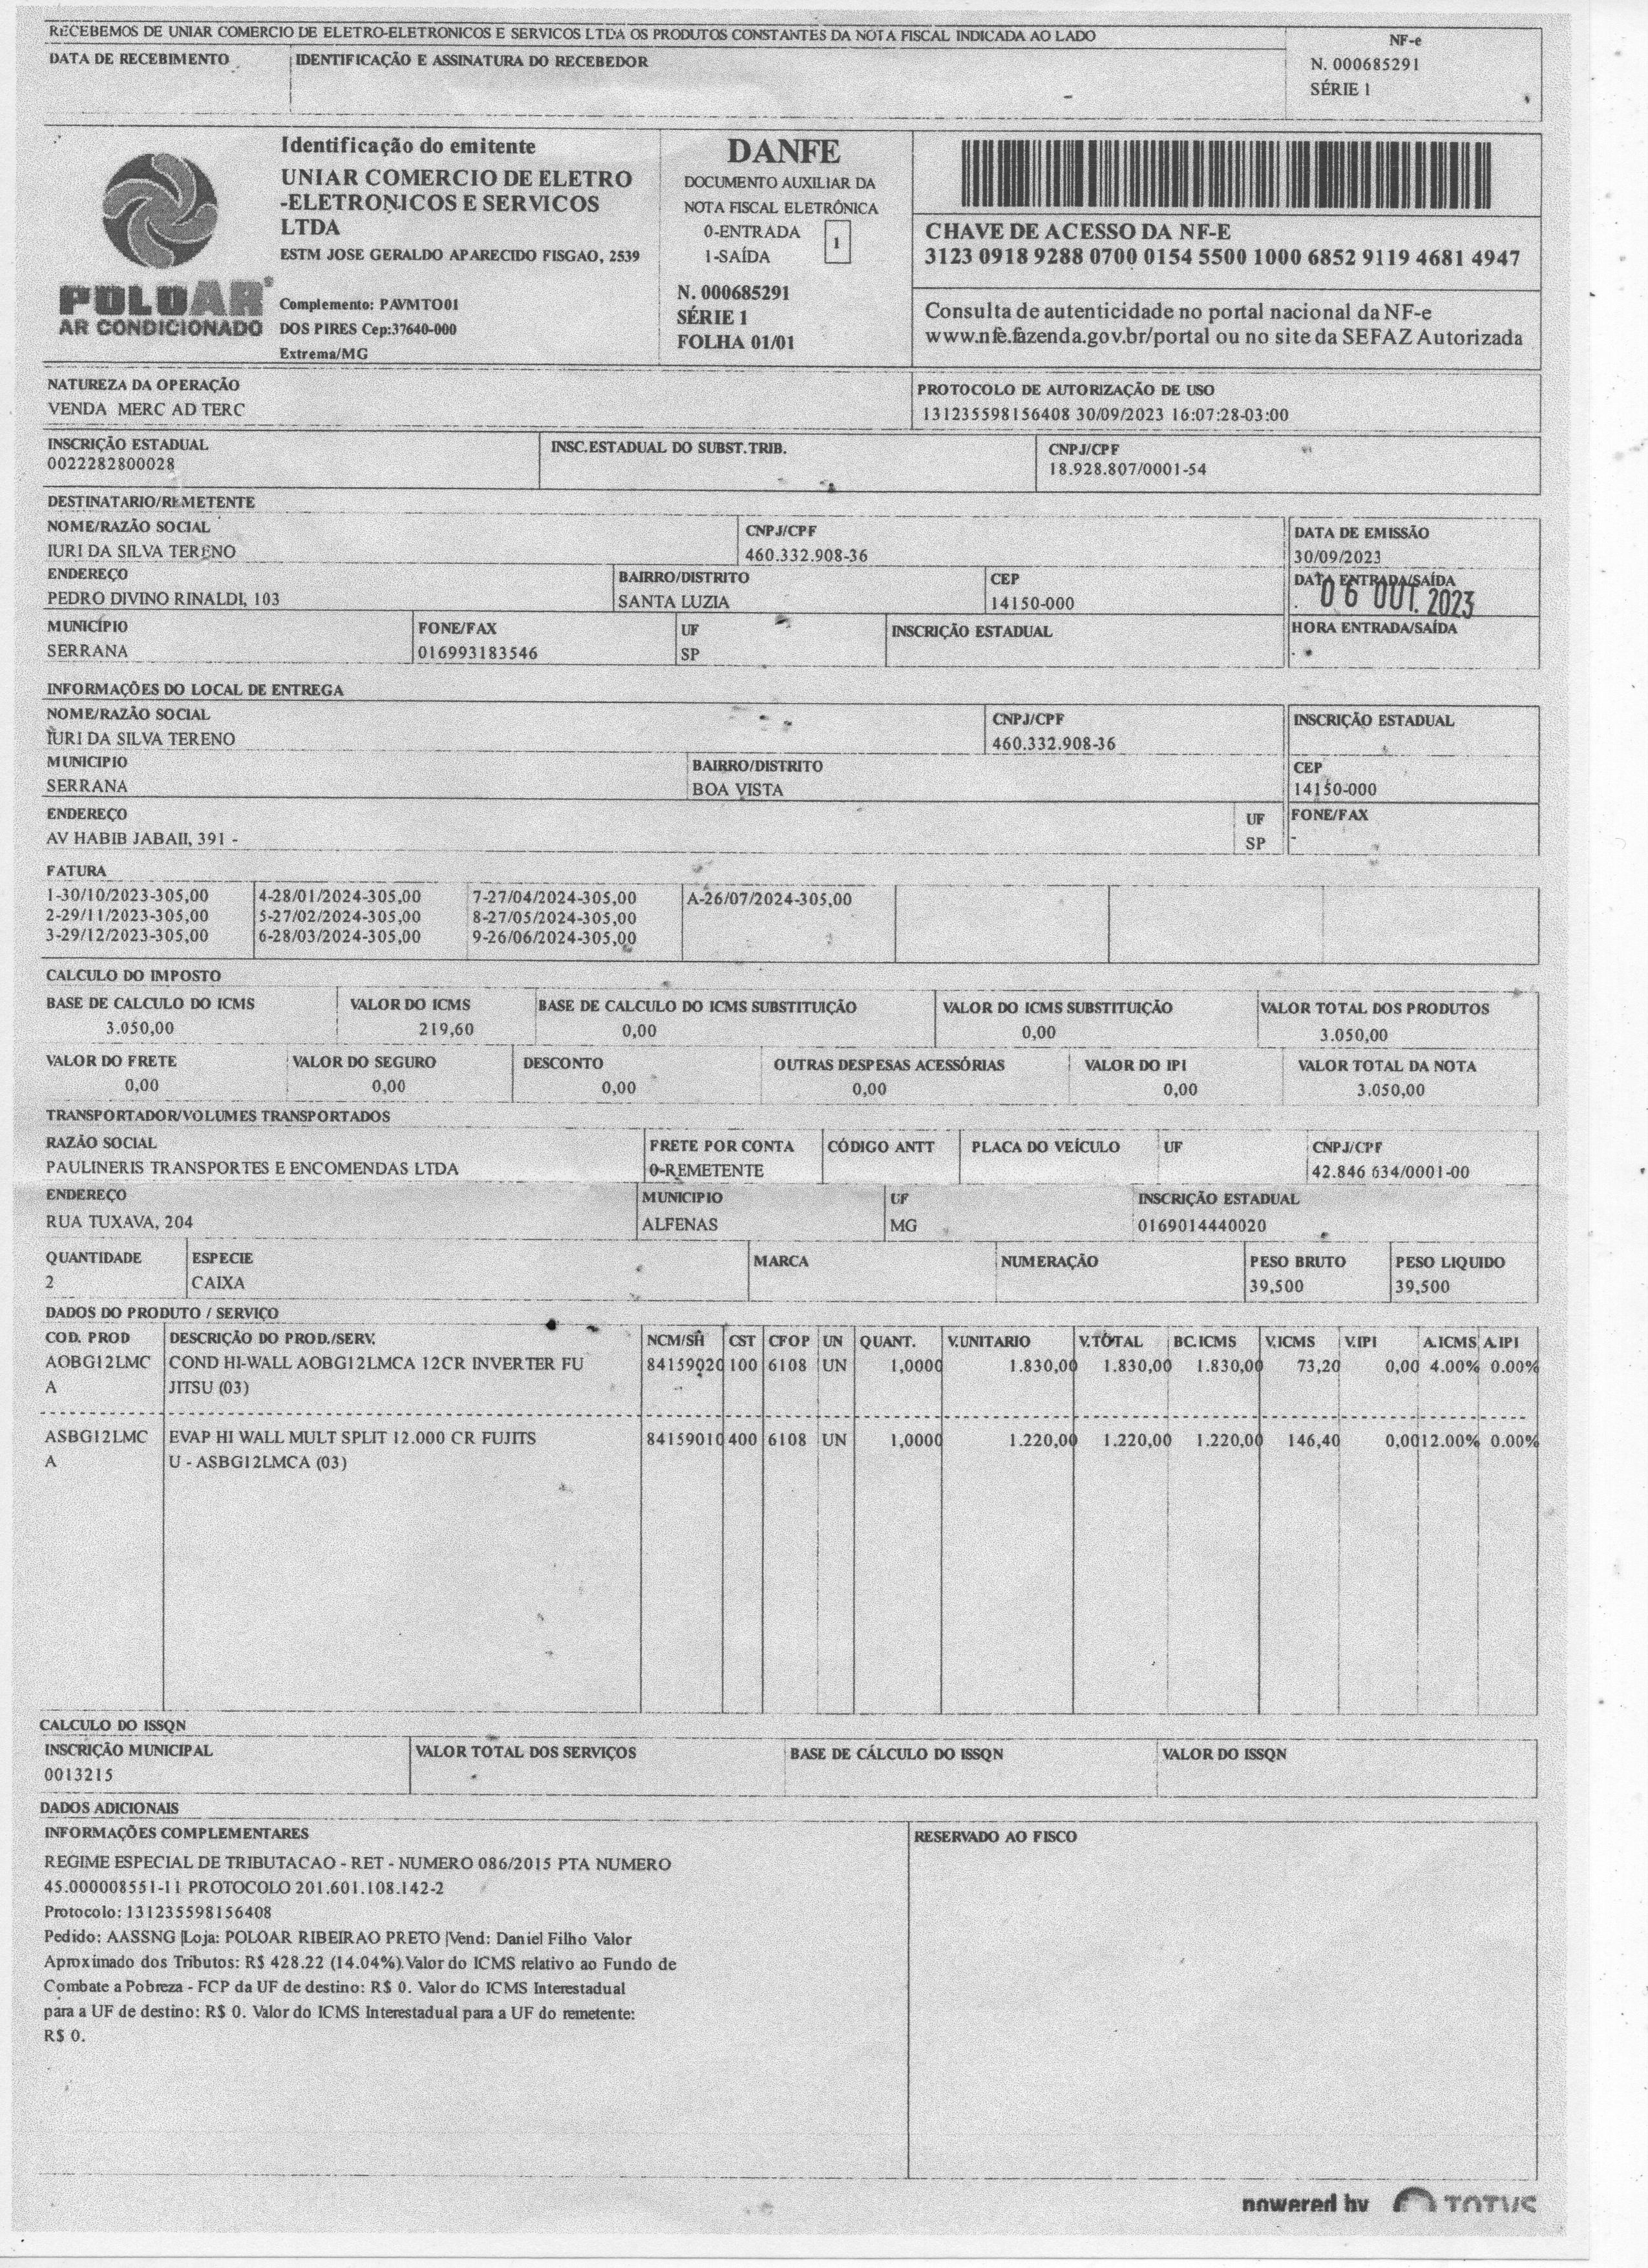 RECEBEMOS DE UNIAR COMERCIO DE ELETRO-ELETRONICOS E SERVICOS LTDA OS PRODUTOS CONSTANTES DA NOTA FISCAL INDICADA AO LADO
NF-e
DATA DE RECEBIMENTO IDENTIFICAÇÃO E ASSINATURA DO RECEBEDOR
N. 000685291
SÉRIE 1
Identificação do emitente
UNIAR COMERCIO DE ELETRO
-ELETRONICOS E SERVICOS
LTDA
ESTM JOSE GERALDO APARECIDO FISGAO, 2539
POLOAR®
AR CONDICIONADO
Complemento: PAVMTO01
DOS PIRES Cep:37640-000
Extrema/MG
DANFE
DOCUMENTO AUXILIAR DA
NOTA FISCAL ELETRÔNICA
0-ENTRADA
1-SAÍDA
1
N. 000685291
SÉRIE 1
FOLHA 01/01
CHAVE DE ACESSO DA NF-E
3123 0918 9288 0700 0154 5500 1000 6852 9119 4681 4947
Consulta de autenticidade no portal nacional da NF-e
www.nfe.fazenda.gov.br/portal ou no site da SEFAZ Autorizada
NATUREZA DA OPERAÇÃO PROTOCOLO DE AUTORIZAÇÃO DE USO
VENDA MERC AD TERC 131235598156408 30/09/2023 16:07:28-03:00
INSCRIÇÃO ESTADUAL INSC.ESTADUAL DO SUBST.TRIB. CNPJ/CPF
0022282800028 18.928.807/0001-54
DESTINATARIO/REMETENTE
NOME/RAZÃO SOCIAL CNPJ/CPF DATA DE EMISSÃO
IURI DA SILVA TERENO 460.332.908-36 30/09/2023
ENDEREÇO BAIRRO/DISTRITO CEP DATA ENTRADA/SAÍDA
PEDRO DIVINO RINALDI, 103 SANTA LUZIA 14150-000 06 OUT. 2023
MUNICÍPIO FONE/FAX UF INSCRIÇÃO ESTADUAL HORA ENTRADA/SAÍDA
SERRANA 016993183546 SP
INFORMAÇÕES DO LOCAL DE ENTREGA
NOME/RAZÃO SOCIAL CNPJ/CPF INSCRIÇÃO ESTADUAL
IURI DA SILVA TERENO 460.332.908-36
MUNICIPIO BAIRRO/DISTRITO CEP
SERRANA BOA VISTA 14150-000
ENDEREÇO UF FONE/FAX
AV HABIB JABAII, 391 - SP -
FATURA
1-30/10/2023-305,00 4-28/01/2024-305,00 7-27/04/2024-305,00 A-26/07/2024-305,00
2-29/11/2023-305,00 5-27/02/2024-305,00 8-27/05/2024-305,00
3-29/12/2023-305,00 6-28/03/2024-305,00 9-26/06/2024-305,00
CALCULO DO IMPOSTO
BASE DE CALCULO DO ICMS VALOR DO ICMS BASE DE CALCULO DO ICMS SUBSTITUIÇÃO VALOR DO ICMS SUBSTITUIÇÃO VALOR TOTAL DOS PRODUTOS
3.050,00 219,60 0,00 0,00 3.050,00
VALOR DO FRETE VALOR DO SEGURO DESCONTO OUTRAS DESPESAS ACESSÓRIAS VALOR DO IPI VALOR TOTAL DA NOTA
0,00 0,00 0,00 0,00 0,00 3.050,00
TRANSPORTADOR/VOLUMES TRANSPORTADOS
RAZÃO SOCIAL FRETE POR CONTA CÓDIGO ANTT PLACA DO VEÍCULO UF CNPJ/CPF
PAULINERIS TRANSPORTES E ENCOMENDAS LTDA 0-REMETENTE 42.846 634/0001-00
ENDEREÇO MUNICIPIO UF INSCRIÇÃO ESTADUAL
RUA TUXAVA, 204 ALFENAS MG 0169014440020
QUANTIDADE ESPECIE MARCA NUMERAÇÃO PESO BRUTO PESO LIQUIDO
2 CAIXA 39,500 39,500
DADOS DO PRODUTO / SERVIÇO
COD. PROD DESCRIÇÃO DO PROD./SERV. NCM/SH CST CFOP UN QUANT. V.UNITARIO V.TOTAL BC.ICMS V.ICMS V.IPI A.ICMS A.IPI
AOBG12LMC COND HI-WALL AOBG12LMCA 12CR INVERTER FU 84159020 100 6108 UN 1,0000 1.830,00 1.830,00 1.830,00 73,20 0,00 4.00% 0.00%
A JITSU (03)
ASBG12LMC EVAP HI WALL MULT SPLIT 12.000 CR FUJITS 84159010 400 6108 UN 1,0000 1.220,00 1.220,00 1.220,00 146,40 0,00 12.00% 0.00%
A U - ASBG12LMCA (03)
CALCULO DO ISSQN
INSCRIÇÃO MUNICIPAL VALOR TOTAL DOS SERVIÇOS BASE DE CÁLCULO DO ISSQN VALOR DO ISSQN
0013215
DADOS ADICIONAIS
INFORMAÇÕES COMPLEMENTARES RESERVADO AO FISCO
REGIME ESPECIAL DE TRIBUTACAO - RET - NUMERO 086/2015 PTA NUMERO
45.000008551-11 PROTOCOLO 201.601.108.142-2
Protocolo: 131235598156408
Pedido: AASSNG |Loja: POLOAR RIBEIRAO PRETO |Vend: Daniel Filho Valor
Aproximado dos Tributos: R$ 428.22 (14.04%).Valor do ICMS relativo ao Fundo de
Combate a Pobreza - FCP da UF de destino: R$ 0. Valor do ICMS Interestadual
para a UF de destino: R$ 0. Valor do ICMS Interestadual para a UF do remetente:
R$ 0.
powered by TOTVS